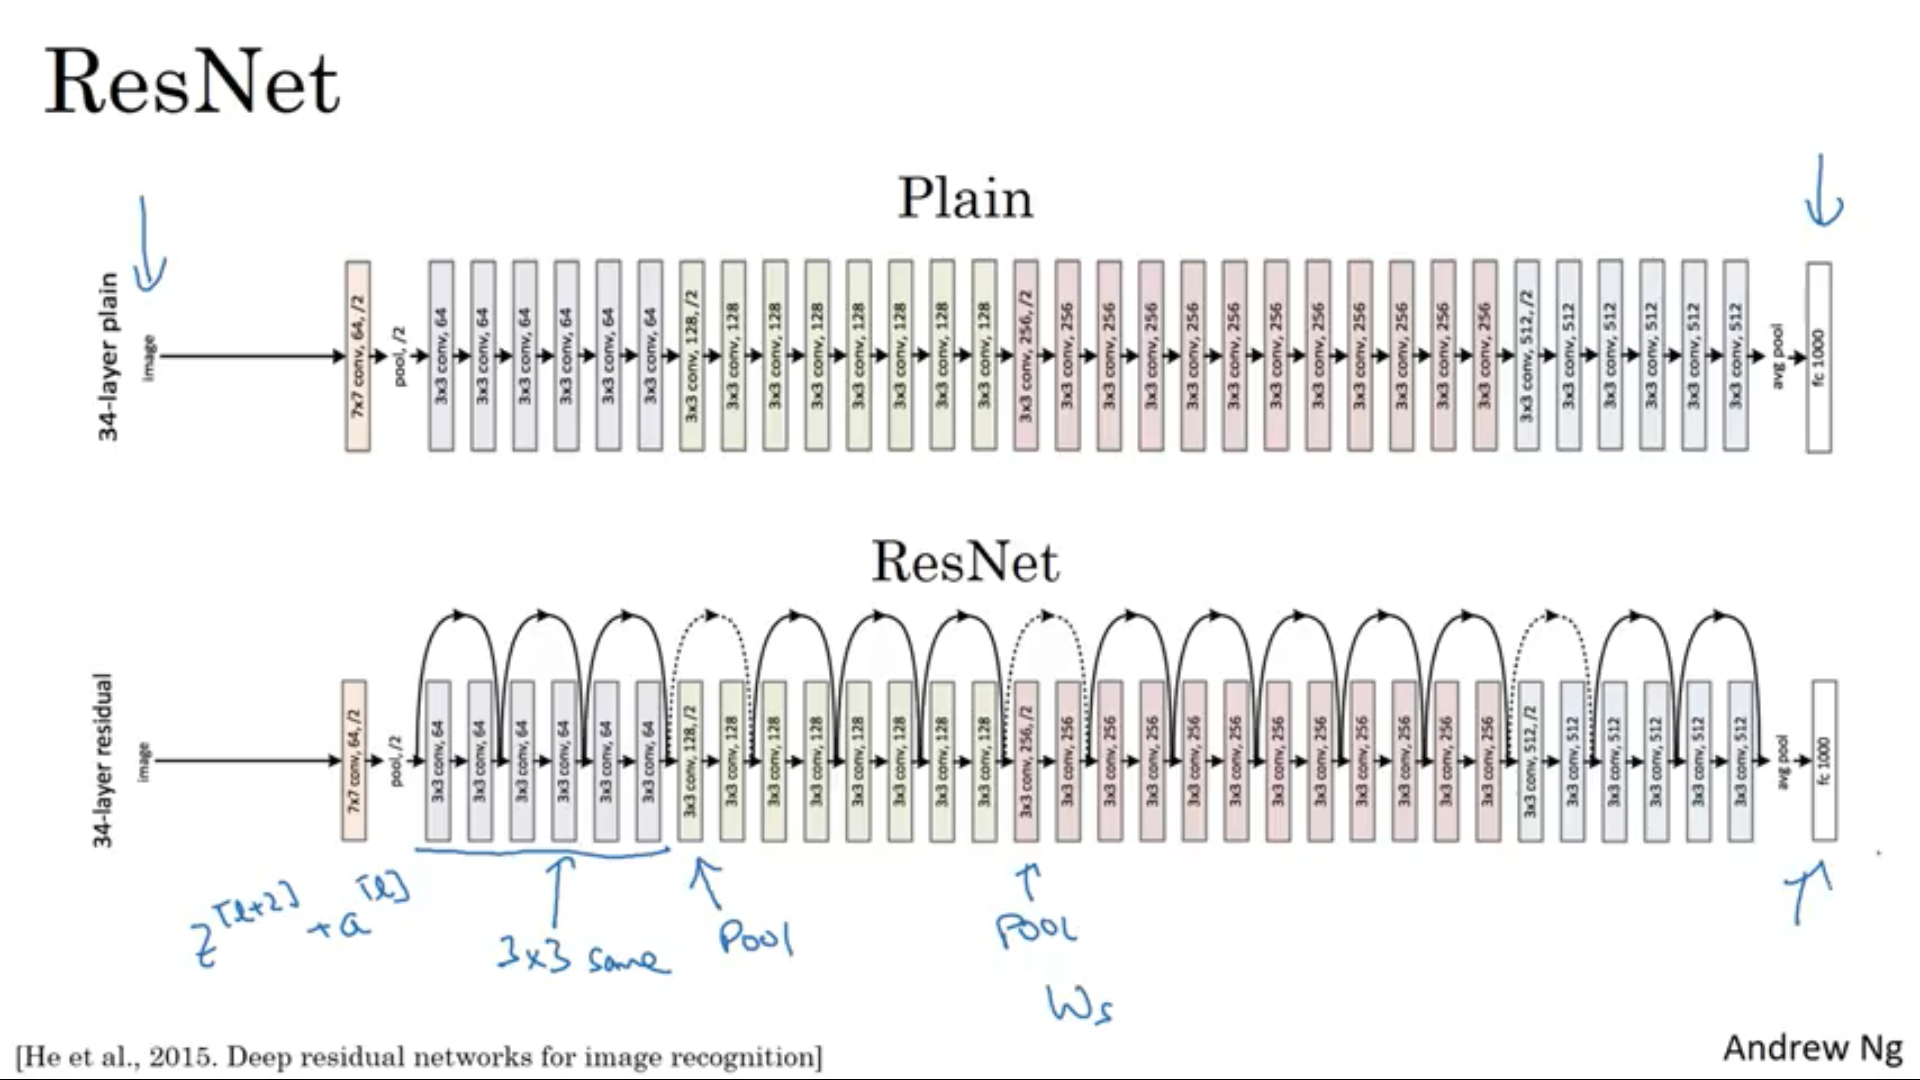 ResNet
Plain
34-layer plain
image
7x7 conv, 64, /2
pool, /2
3x3 conv, 64
3x3 conv, 64
3x3 conv, 64
3x3 conv, 64
3x3 conv, 64
3x3 conv, 64
3x3 conv, 128, /2
3x3 conv, 128
3x3 conv, 128
3x3 conv, 128
3x3 conv, 128
3x3 conv, 128
3x3 conv, 128
3x3 conv, 128
3x3 conv, 256, /2
3x3 conv, 256
3x3 conv, 256
3x3 conv, 256
3x3 conv, 256
3x3 conv, 256
3x3 conv, 256
3x3 conv, 256
3x3 conv, 256
3x3 conv, 256
3x3 conv, 256
3x3 conv, 256
3x3 conv, 512, /2
3x3 conv, 512
3x3 conv, 512
3x3 conv, 512
3x3 conv, 512
3x3 conv, 512
avg pool
fc 1000
ResNet
34-layer residual
image
7x7 conv, 64, /2
pool, /2
3x3 conv, 64
3x3 conv, 64
3x3 conv, 64
3x3 conv, 64
3x3 conv, 64
3x3 conv, 64
3x3 conv, 128, /2
3x3 conv, 128
3x3 conv, 128
3x3 conv, 128
3x3 conv, 128
3x3 conv, 128
3x3 conv, 128
3x3 conv, 128
3x3 conv, 256, /2
3x3 conv, 256
3x3 conv, 256
3x3 conv, 256
3x3 conv, 256
3x3 conv, 256
3x3 conv, 256
3x3 conv, 256
3x3 conv, 256
3x3 conv, 256
3x3 conv, 256
3x3 conv, 256
3x3 conv, 512, /2
3x3 conv, 512
3x3 conv, 512
3x3 conv, 512
3x3 conv, 512
3x3 conv, 512
avg pool
fc 1000
z^[l+2] + a^[l]
3x3 same
Pool
POOL
Ws
[He et al., 2015. Deep residual networks for image recognition]
Andrew Ng